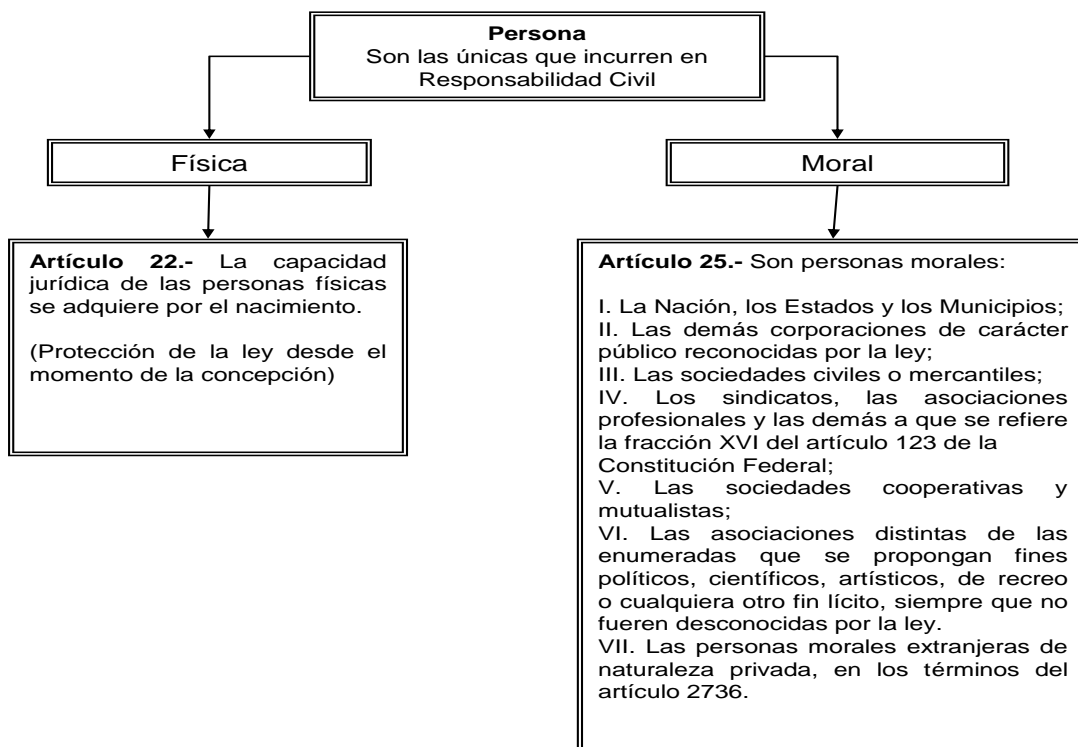 Persona
Son las únicas que incurren en
Responsabilidad Civil
Física
Moral
Artículo 22.- La capacidad
jurídica de las personas físicas
se adquiere por el nacimiento.
(Protección de la ley desde el
momento de la concepción)
Artículo 25.- Son personas morales:
I. La Nación, los Estados y los Municipios;
II. Las demás corporaciones de carácter
público reconocidas por la ley;
III. Las sociedades civiles o mercantiles;
IV. Los sindicatos, las asociaciones
profesionales y las demás a que se refiere
la fracción XVI del artículo 123 de la
Constitución Federal;
V. Las sociedades cooperativas y
mutualistas;
VI. Las asociaciones distintas de las
enumeradas que se propongan fines
políticos, científicos, artísticos, de recreo
o cualquiera otro fin lícito, siempre que no
fueren desconocidas por la ley.
VII. Las personas morales extranjeras de
naturaleza privada, en los términos del
artículo 2736.